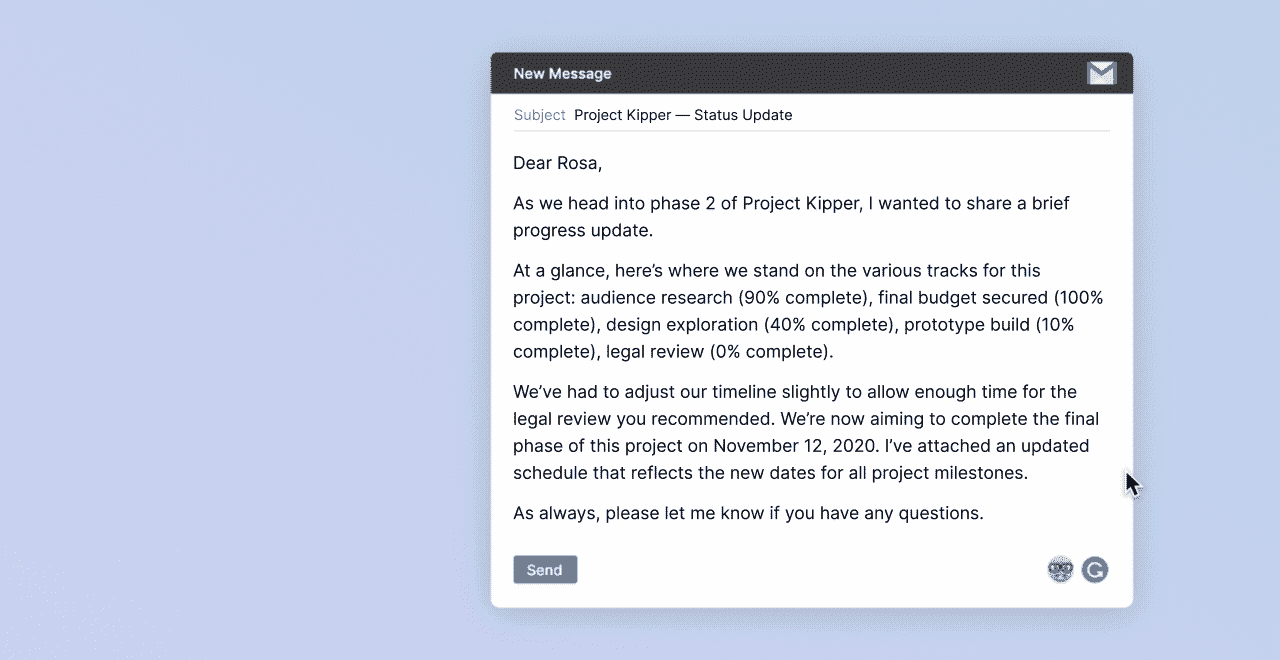 New Message
Subject Project Kipper — Status Update
Dear Rosa,
As we head into phase 2 of Project Kipper, I wanted to share a brief
progress update.
At a glance, here’s where we stand on the various tracks for this
project: audience research (90% complete), final budget secured (100%
complete), design exploration (40% complete), prototype build (10%
complete), legal review (0% complete).
We’ve had to adjust our timeline slightly to allow enough time for the
legal review you recommended. We’re now aiming to complete the final
phase of this project on November 12, 2020. I’ve attached an updated
schedule that reflects the new dates for all project milestones.
As always, please let me know if you have any questions.
Send
G